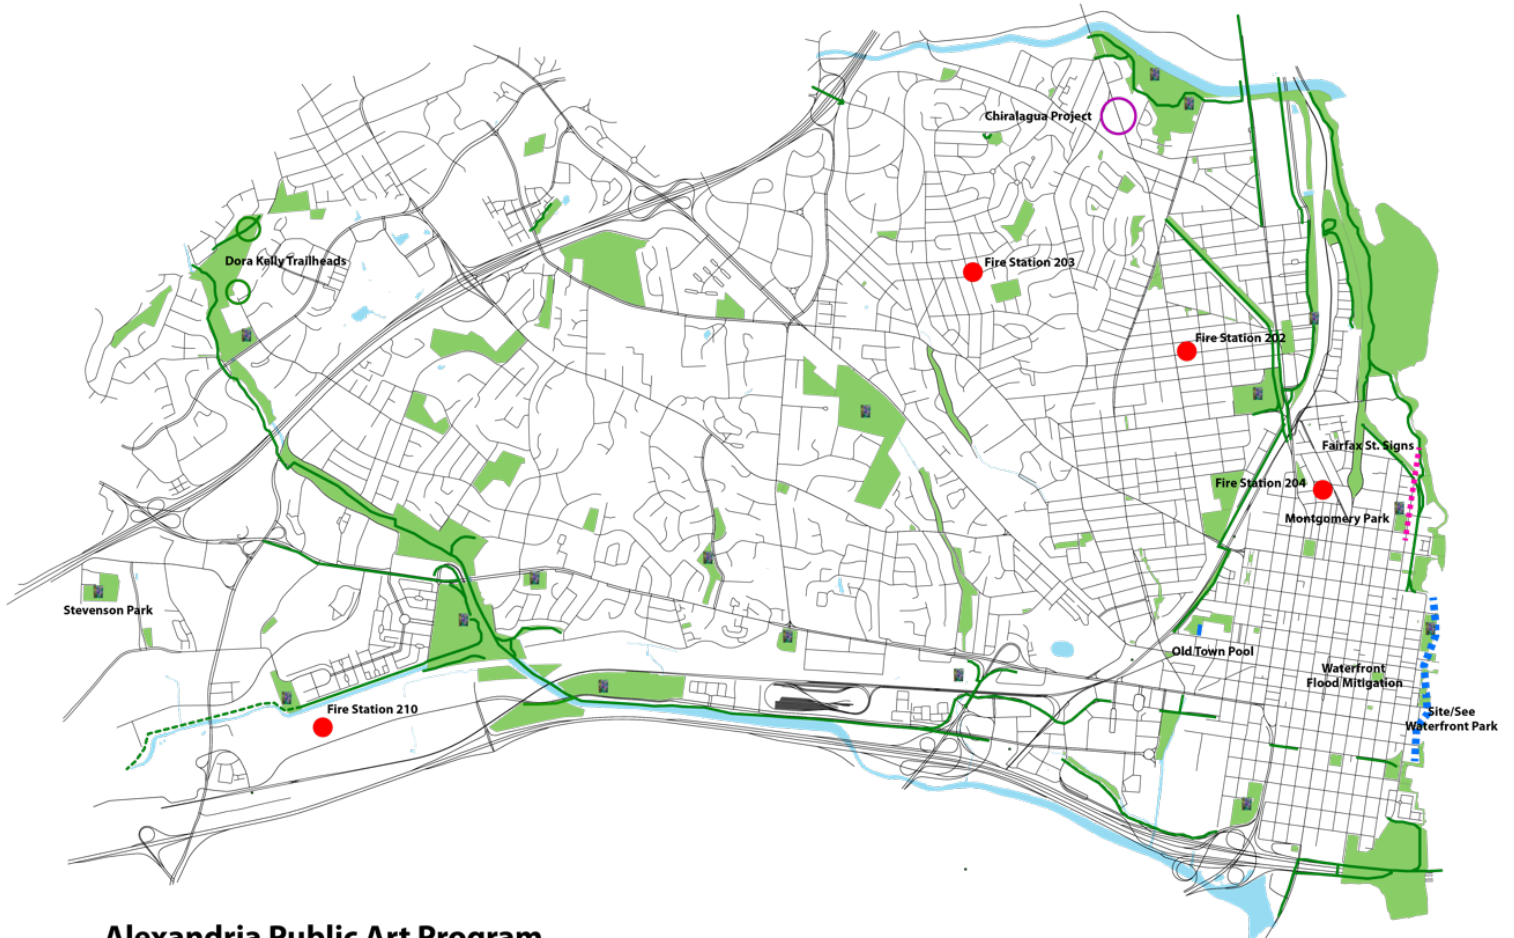 Chiralagua Project
Dora Kelly Trailheads
Fire Station 203
Fire Station 202
Fairfax St. Signs
Fire Station 204
Montgomery Park
Stevenson Park
Old Town Pool
Waterfront
Flood Mitigation
Fire Station 210
Site/See
Waterfront Park
Alexandria Public Art Program